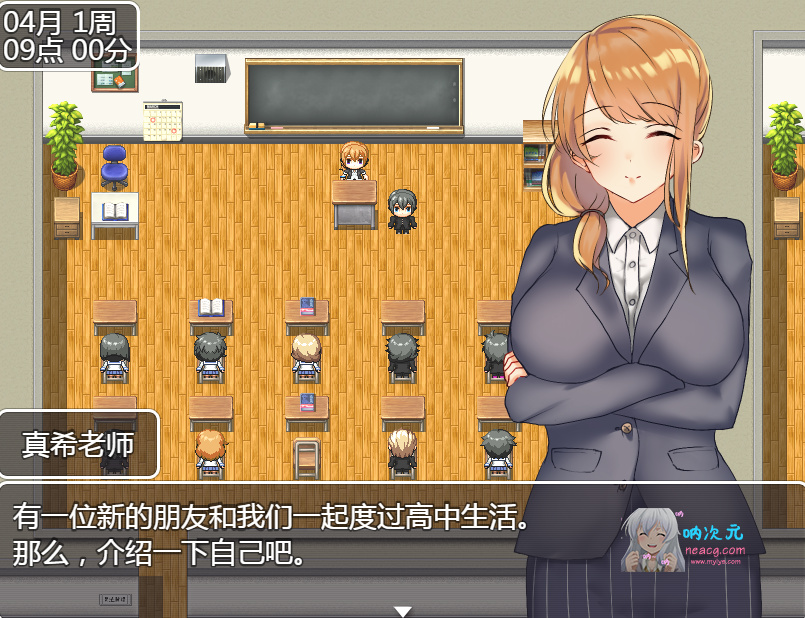 04月 1周
09点 00分
MARCH
真希老师
有一位新的朋友和我们一起度过高中生活。
那么，介绍一下自己吧。
呐次元
neacg.com